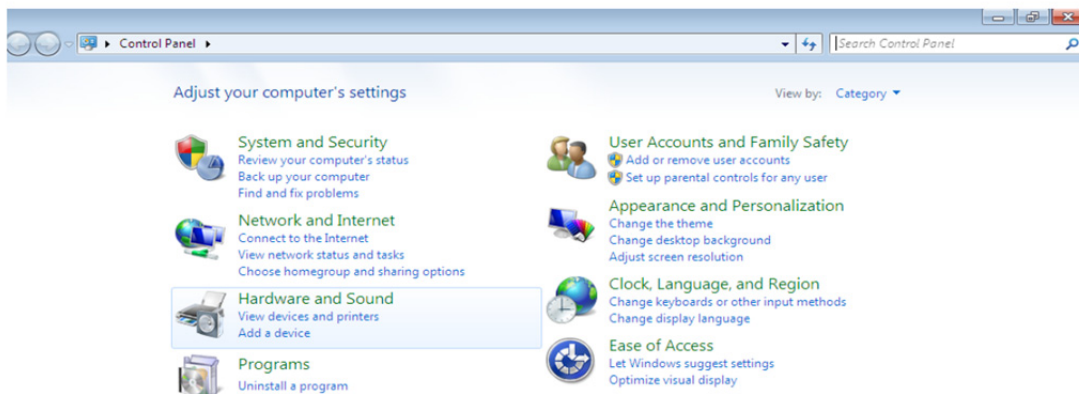 Control Panel
Search Control Panel
Adjust your computer's settings
View by: Category
System and Security
Review your computer's status
Back up your computer
Find and fix problems
Network and Internet
Connect to the Internet
View network status and tasks
Choose homegroup and sharing options
Hardware and Sound
View devices and printers
Add a device
Programs
Uninstall a program
User Accounts and Family Safety
Add or remove user accounts
Set up parental controls for any user
Appearance and Personalization
Change the theme
Change desktop background
Adjust screen resolution
Clock, Language, and Region
Change keyboards or other input methods
Change display language
Ease of Access
Let Windows suggest settings
Optimize visual display